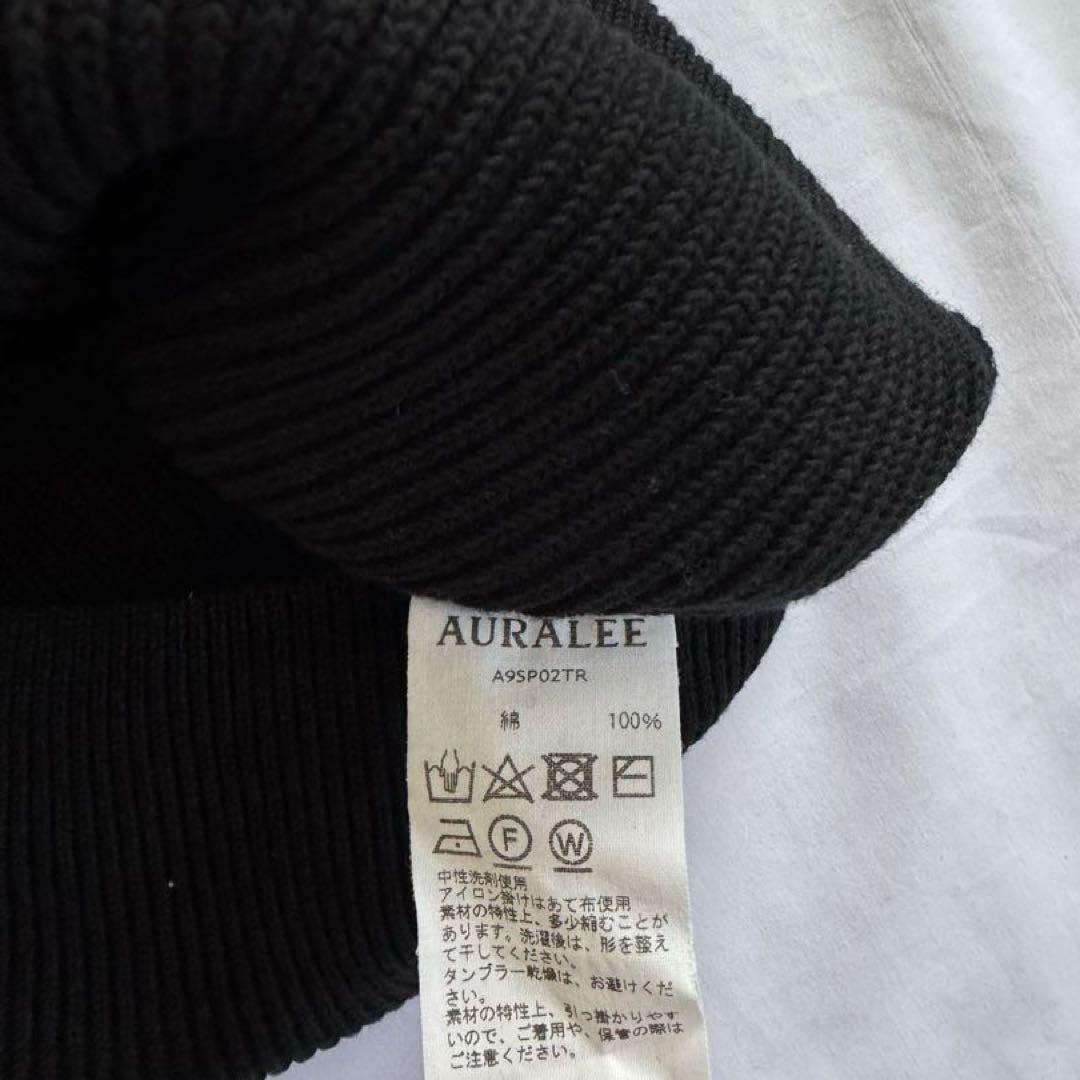 AURALEE
A9SP02TR
綿 100%
F W
中性洗剤使用
アイロン掛けはあて布使用
素材の特性上、多少縮むことが
あります。洗濯後は、形を整え
て干してください。
タンブラー乾燥は、お避けくだ
さい。
素材の特性上、引っ掛かりやす
いので、ご着用や、保管の際は
ご注意ください。